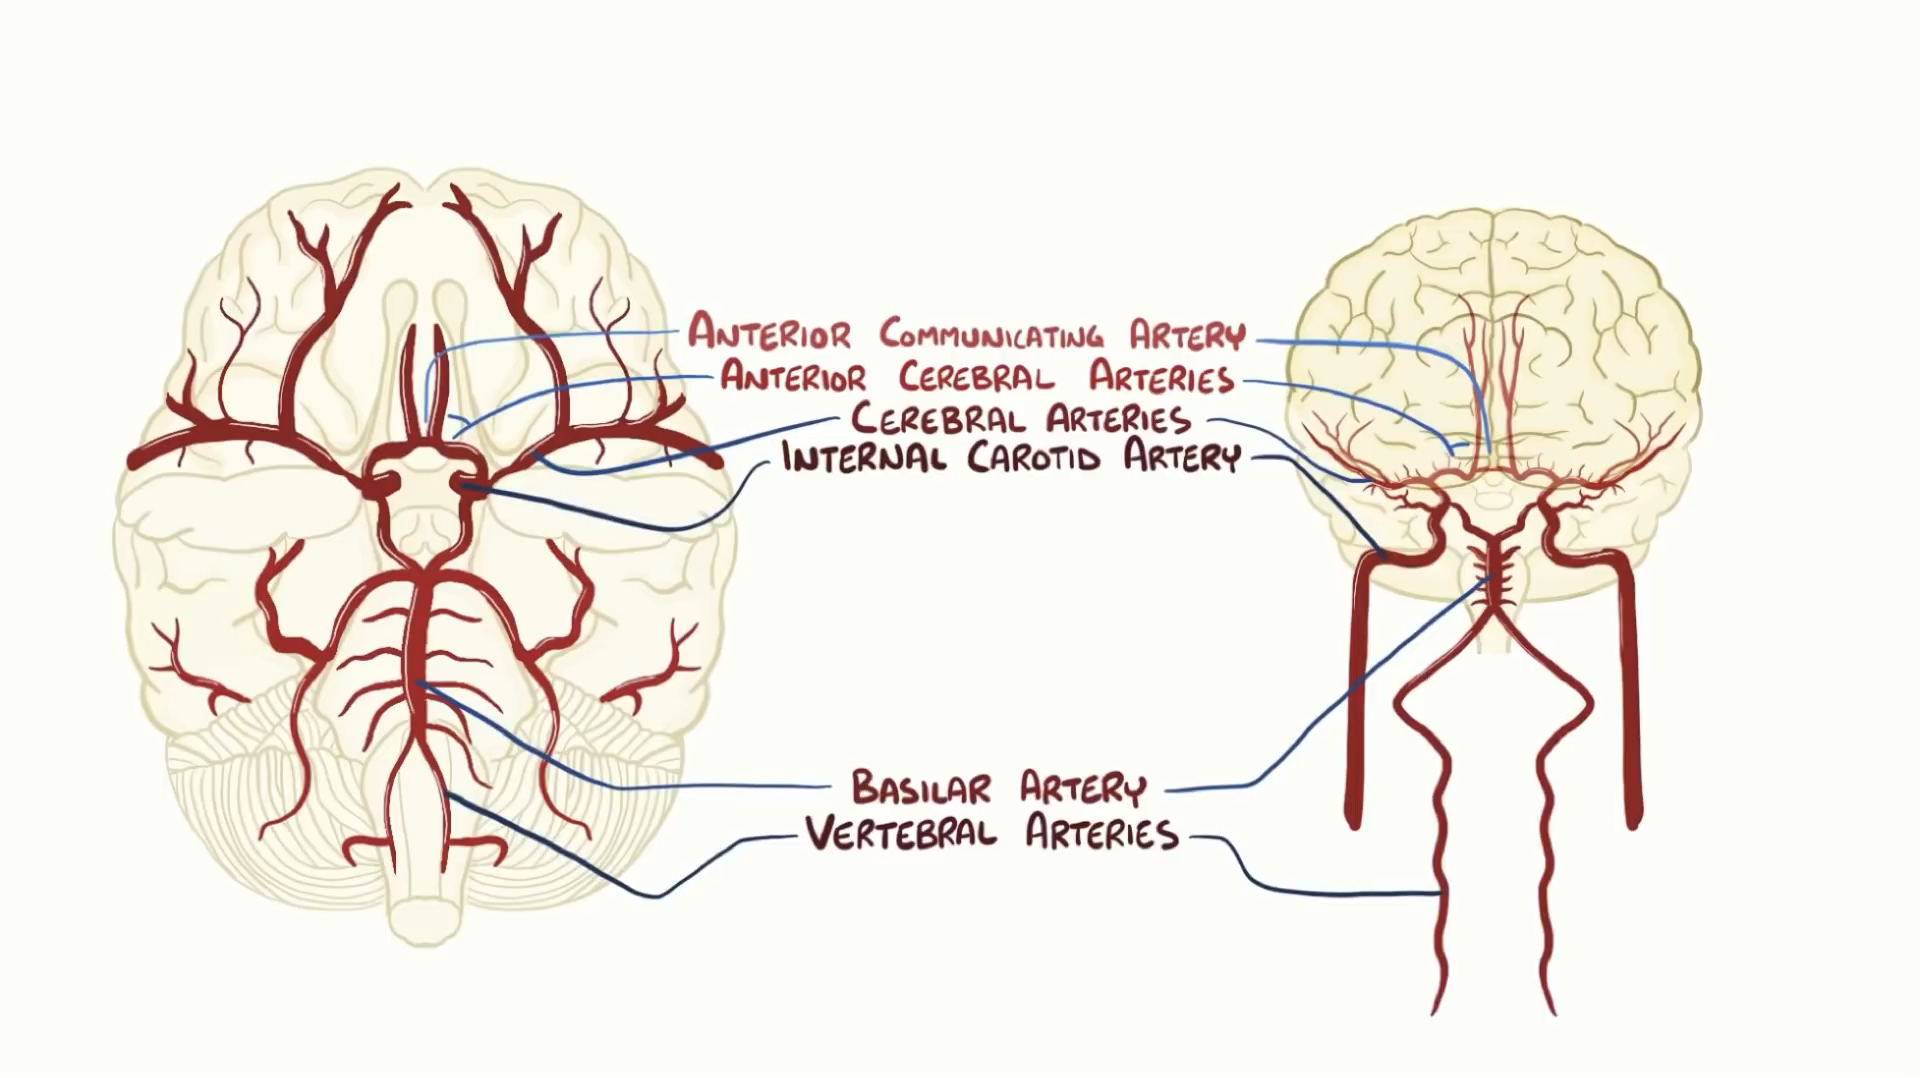 ANTERIOR COMMUNICATING ARTERY
ANTERIOR CEREBRAL ARTERIES
CEREBRAL ARTERIES
INTERNAL CAROTID ARTERY
BASILAR ARTERY
VERTEBRAL ARTERIES